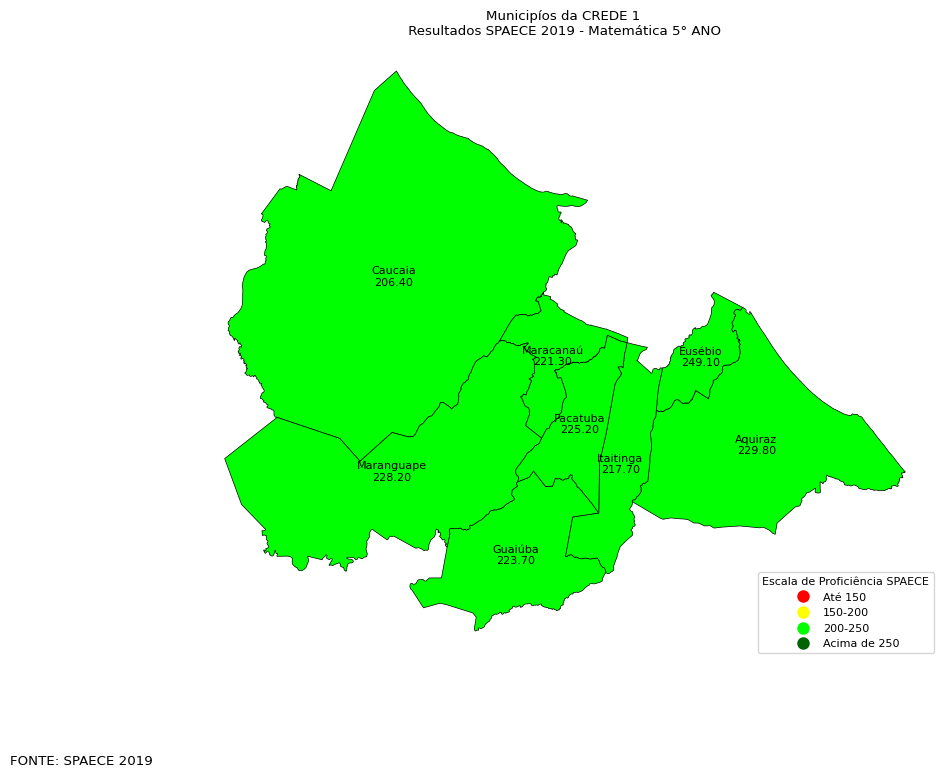 Municipíos da CREDE 1
Resultados SPAECE 2019 - Matemática 5° ANO
Caucaia
206.40
Maracanaú
221.30
Eusébio
249.10
Pacatuba
225.20
Aquiraz
229.80
Itaitinga
217.70
Maranguape
228.20
Guaiúba
223.70
Escala de Proficiência SPAECE
Até 150
150-200
200-250
Acima de 250
FONTE: SPAECE 2019